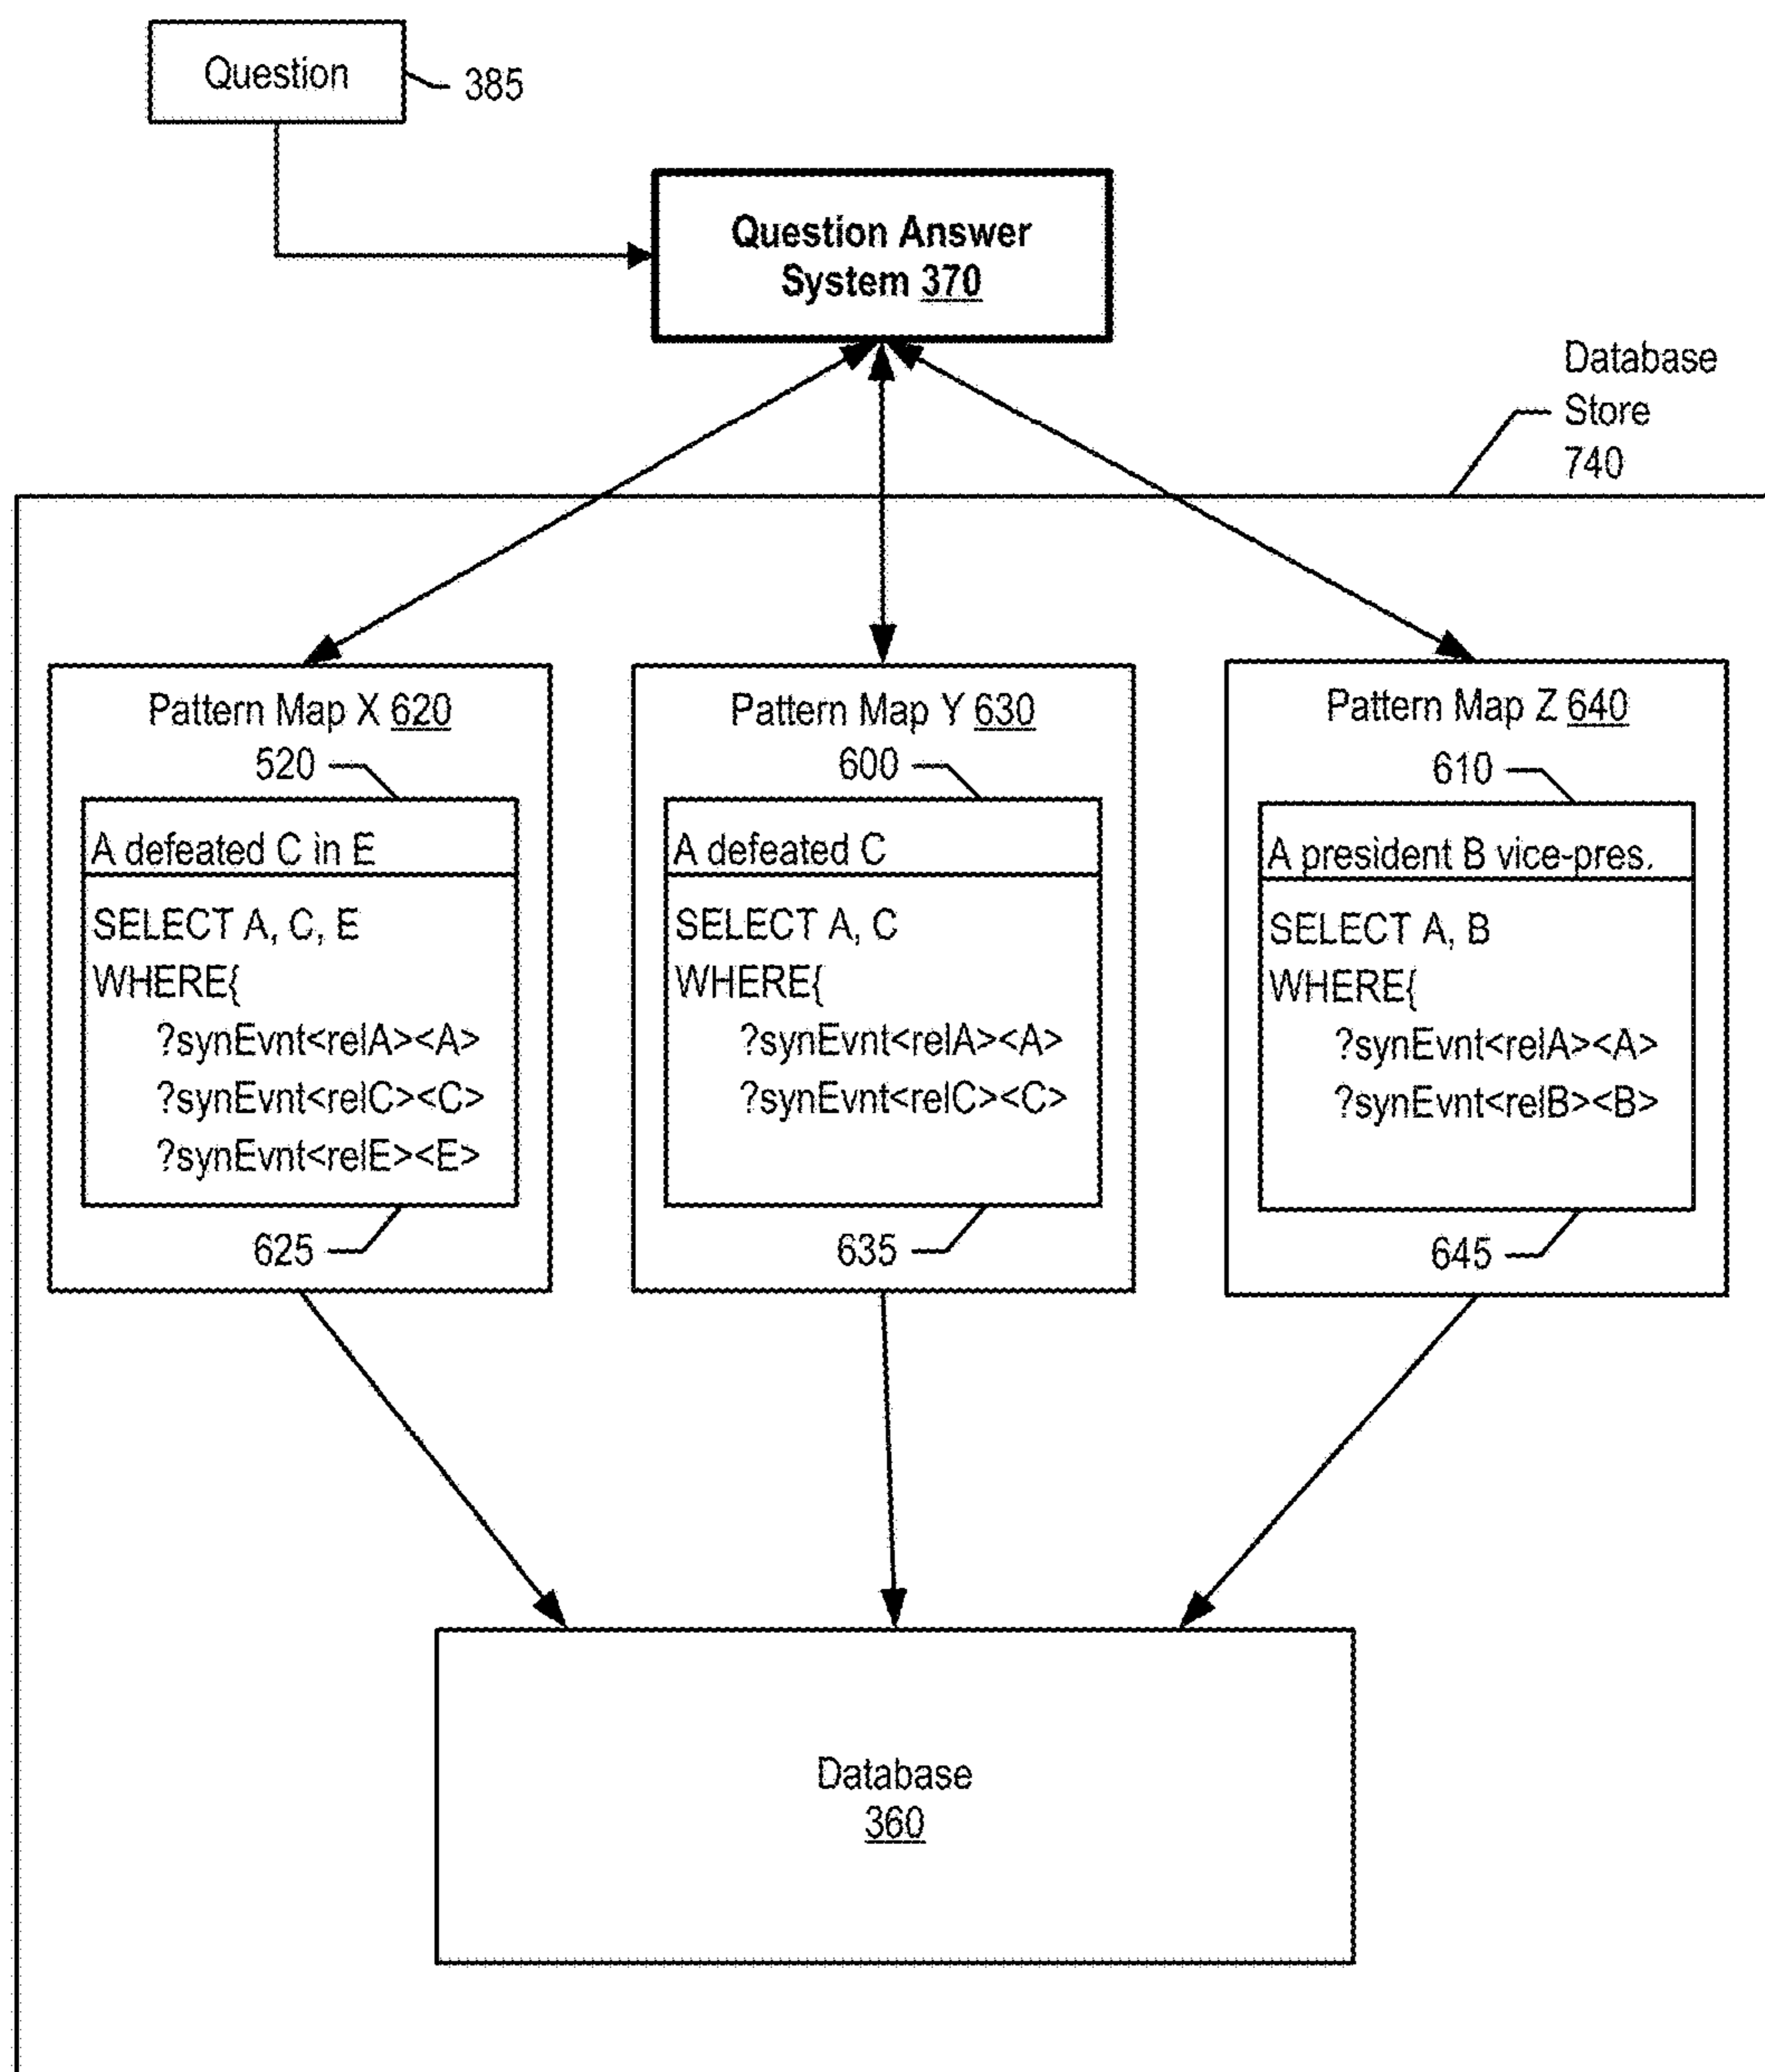 Question
385
Question Answer
System 370
Database
Store
740
Pattern Map X 620
520
A defeated C in E
SELECT A, C, E
WHERE{
?synEvnt<relA><A>
?synEvnt<relC><C>
?synEvnt<relE><E>
625
Pattern Map Y 630
600
A defeated C
SELECT A, C
WHERE{
?synEvnt<relA><A>
?synEvnt<relC><C>
635
Pattern Map Z 640
610
A president B vice-pres.
SELECT A, B
WHERE{
?synEvnt<relA><A>
?synEvnt<relB><B>
645
Database
360